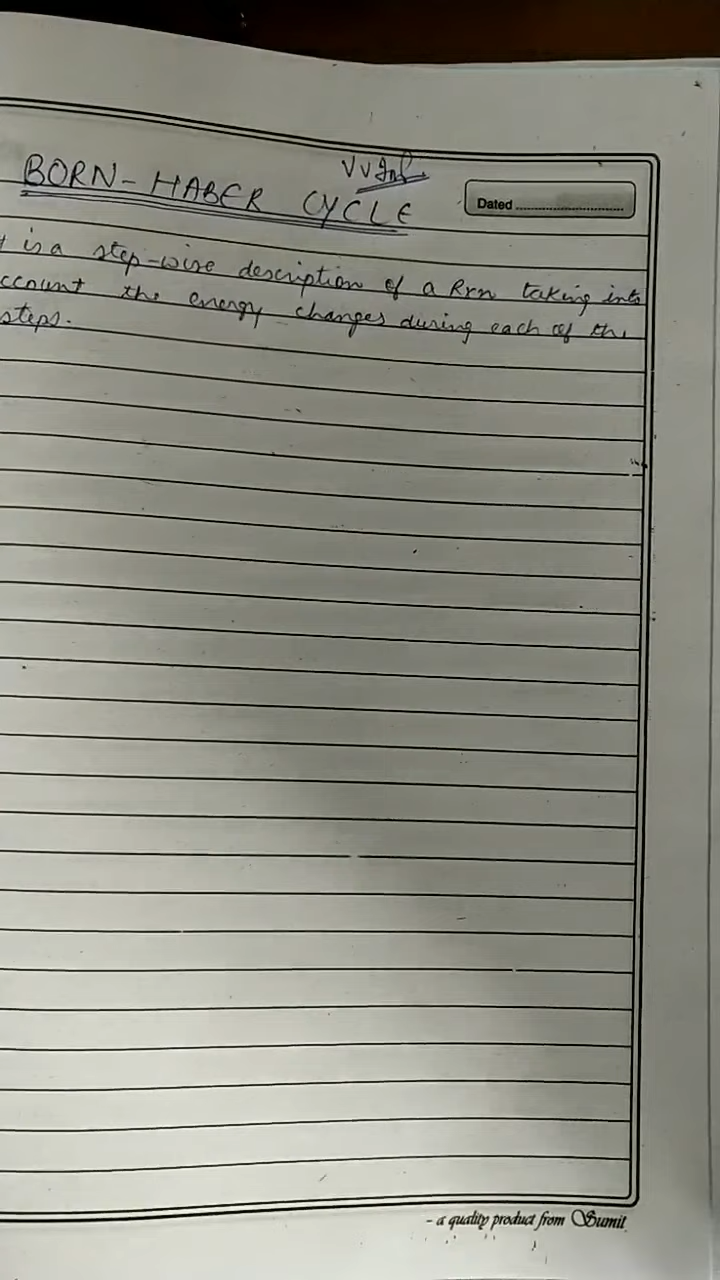 V V Imp.
BORN-HABER CYCLE
Dated
is a step-wise description of a Rxn taking into
ccount the energy changes during each of the
steps.
- a quality product from Sumit